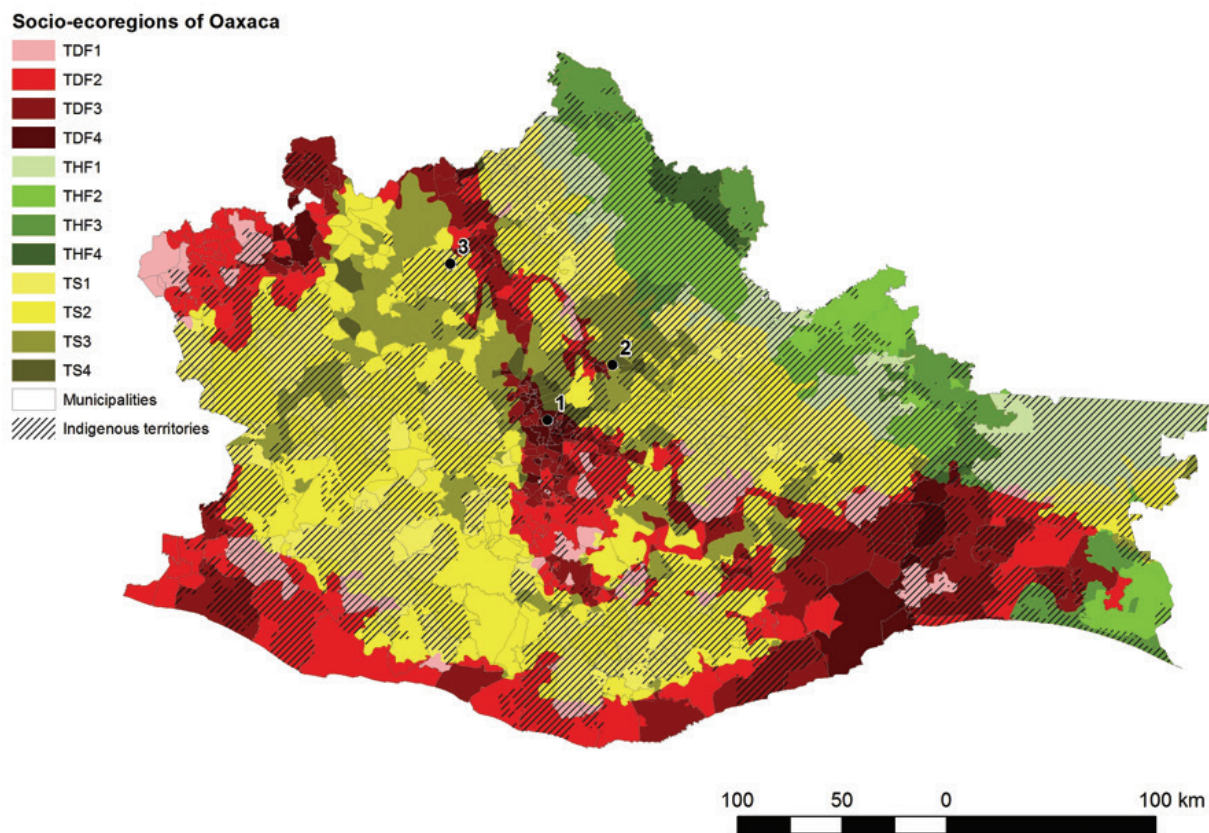 Socio-ecoregions of Oaxaca
TDF1
TDF2
TDF3
TDF4
THF1
THF2
THF3
THF4
TS1
TS2
TS3
TS4
Municipalities
Indigenous territories
3
2
1
100 50 0 100 km